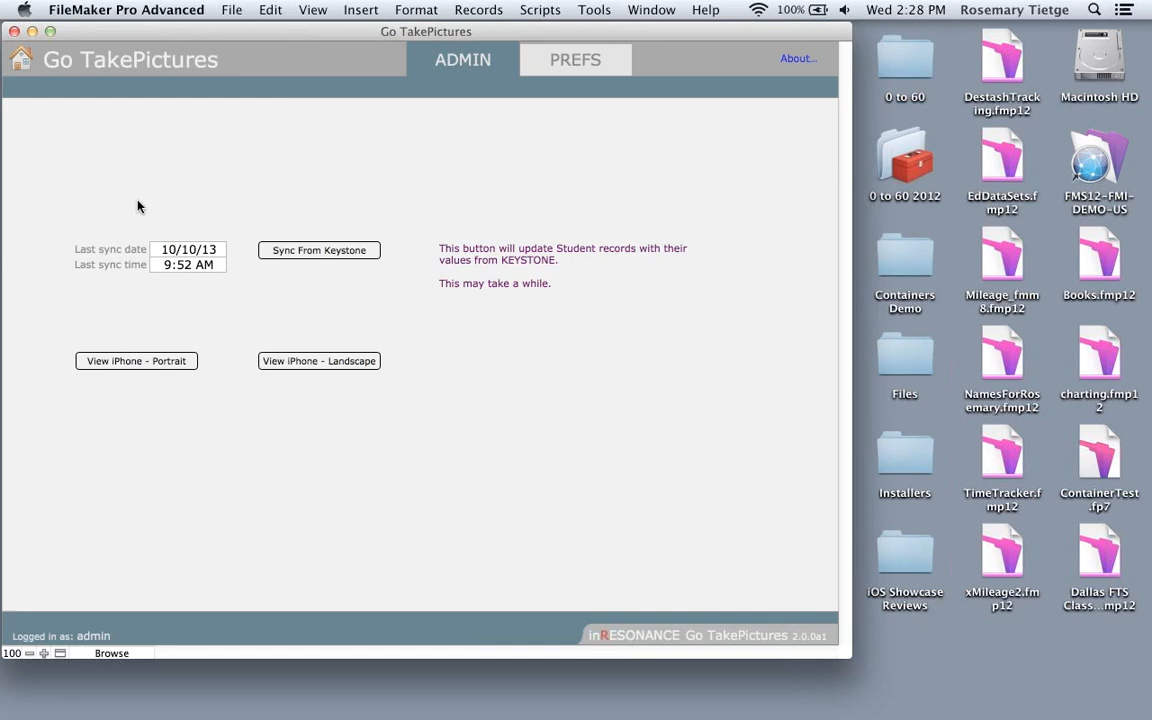 FileMaker Pro Advanced File Edit View Insert Format Records Scripts Tools Window Help 100% Wed 2:28 PM Rosemary Tietge
Go TakePictures
Go TakePictures ADMIN PREFS About...
Last sync date 10/10/13 Sync From Keystone
Last sync time 9:52 AM
This button will update Student records with their
values from KEYSTONE.
This may take a while.
View iPhone - Portrait View iPhone - Landscape
Logged in as: admin
inRESONANCE Go TakePictures 2.0.0a1
100 Browse
0 to 60
DestashTrack
ing.fmp12
Macintosh HD
0 to 60 2012
EdDataSets.f
mp12
FMS12-FMI-
DEMO-US
Containers
Demo
Mileage_fmm
8.fmp12
Books.fmp12
Files
NamesForRos
emary.fmp12
charting.fmp1
2
Installers
TimeTracker.f
mp12
ContainerTest
.fp7
iOS Showcase
Reviews
xMileage2.fm
p12
Dallas FTS
Class...mp12